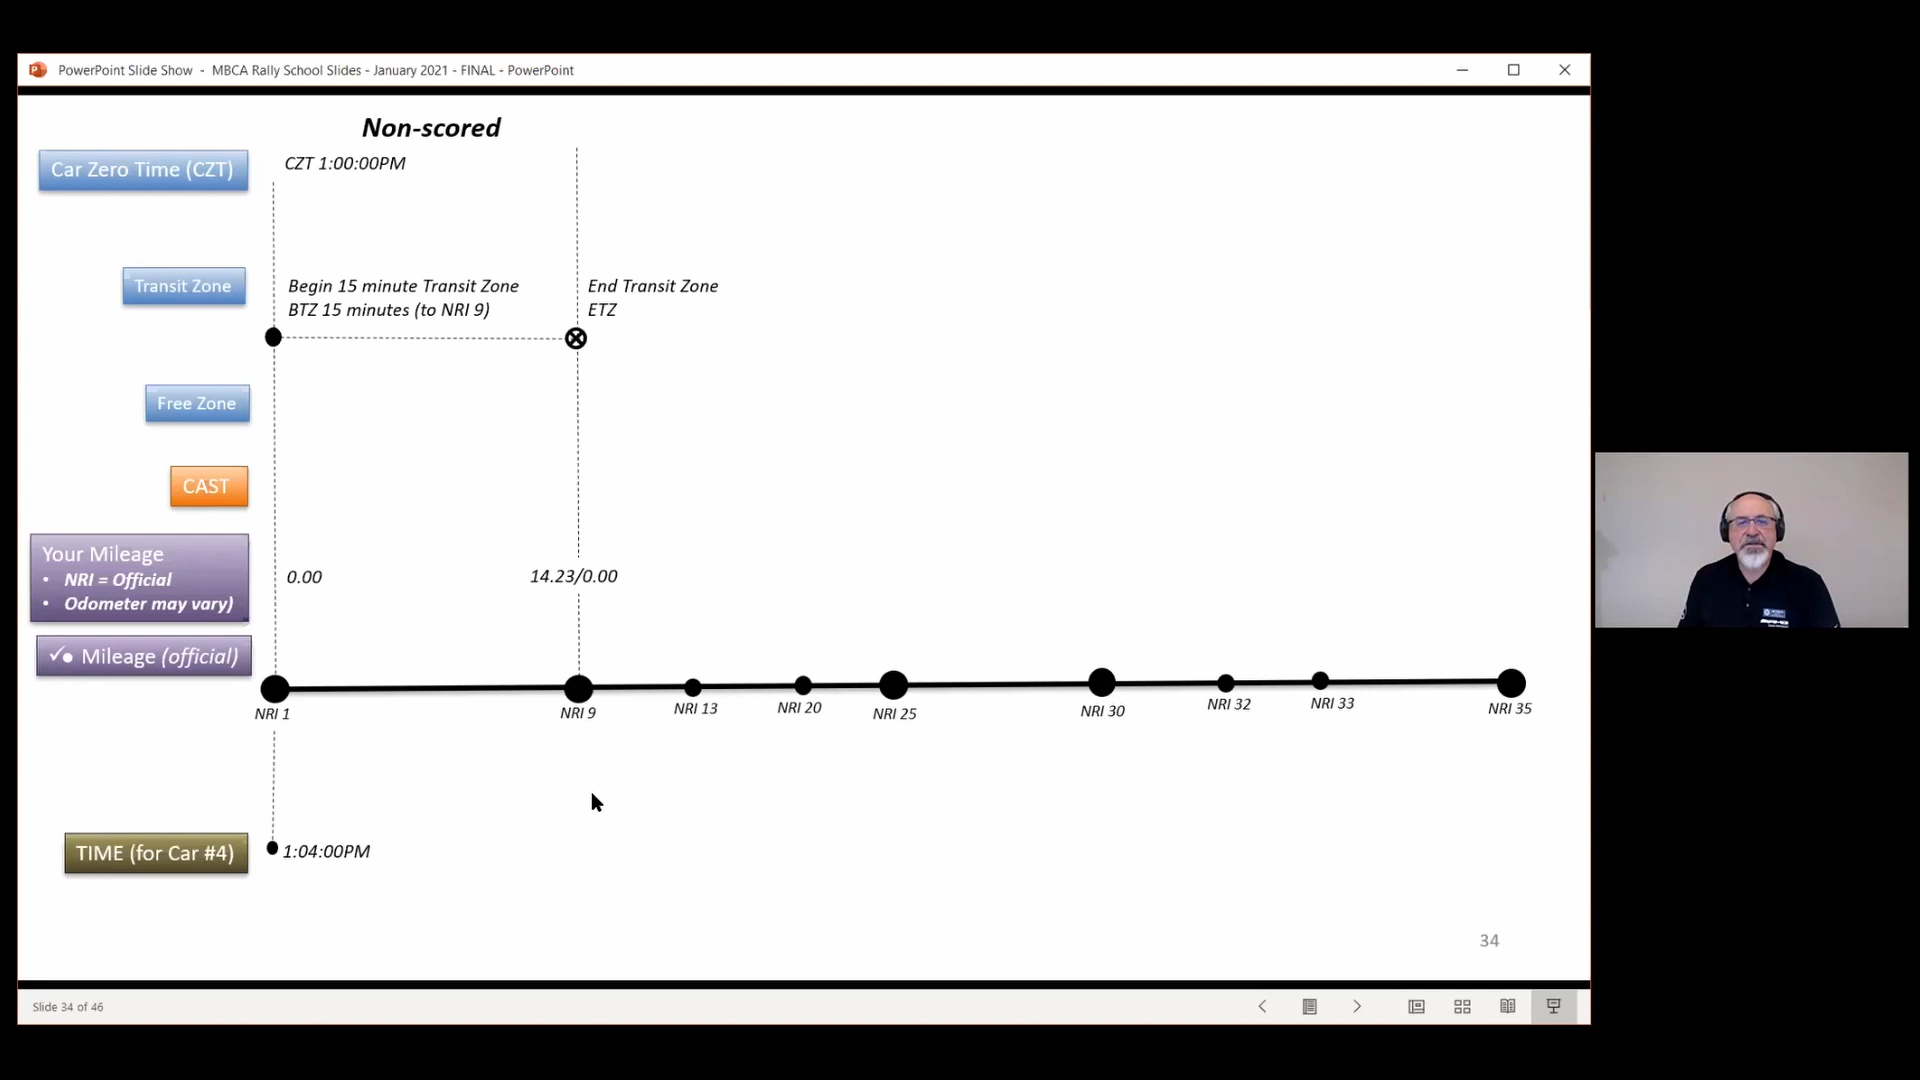 PowerPoint Slide Show - MBCA Rally School Slides - January 2021 - FINAL - PowerPoint
Non-scored
Car Zero Time (CZT)
CZT 1:00:00PM
Transit Zone
Begin 15 minute Transit Zone
BTZ 15 minutes (to NRI 9)
End Transit Zone
ETZ
Free Zone
CAST
Your Mileage
• NRI = Official
• Odometer may vary)
0.00
14.23/0.00
✓● Mileage (official)
NRI 1
NRI 9
NRI 13
NRI 20
NRI 25
NRI 30
NRI 32
NRI 33
NRI 35
TIME (for Car #4)
1:04:00PM
34
Slide 34 of 46